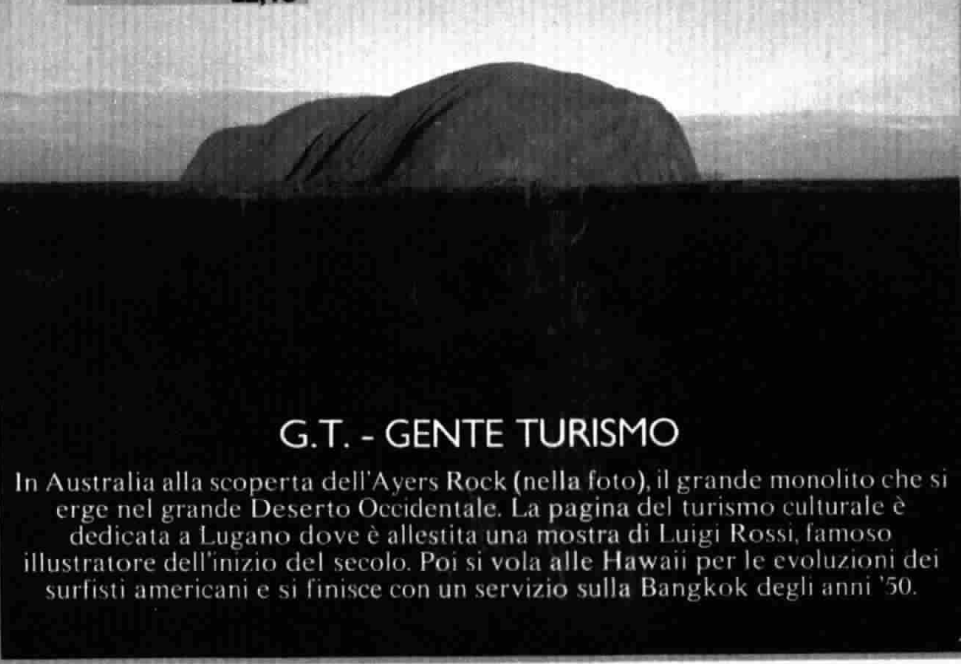 G.T. - GENTE TURISMO
In Australia alla scoperta dell'Ayers Rock (nella foto), il grande monolito che si
erge nel grande Deserto Occidentale. La pagina del turismo culturale è
dedicata a Lugano dove è allestita una mostra di Luigi Rossi, famoso
illustratore dell'inizio del secolo. Poi si vola alle Hawaii per le evoluzioni dei
surfisti americani e si finisce con un servizio sulla Bangkok degli anni '50.